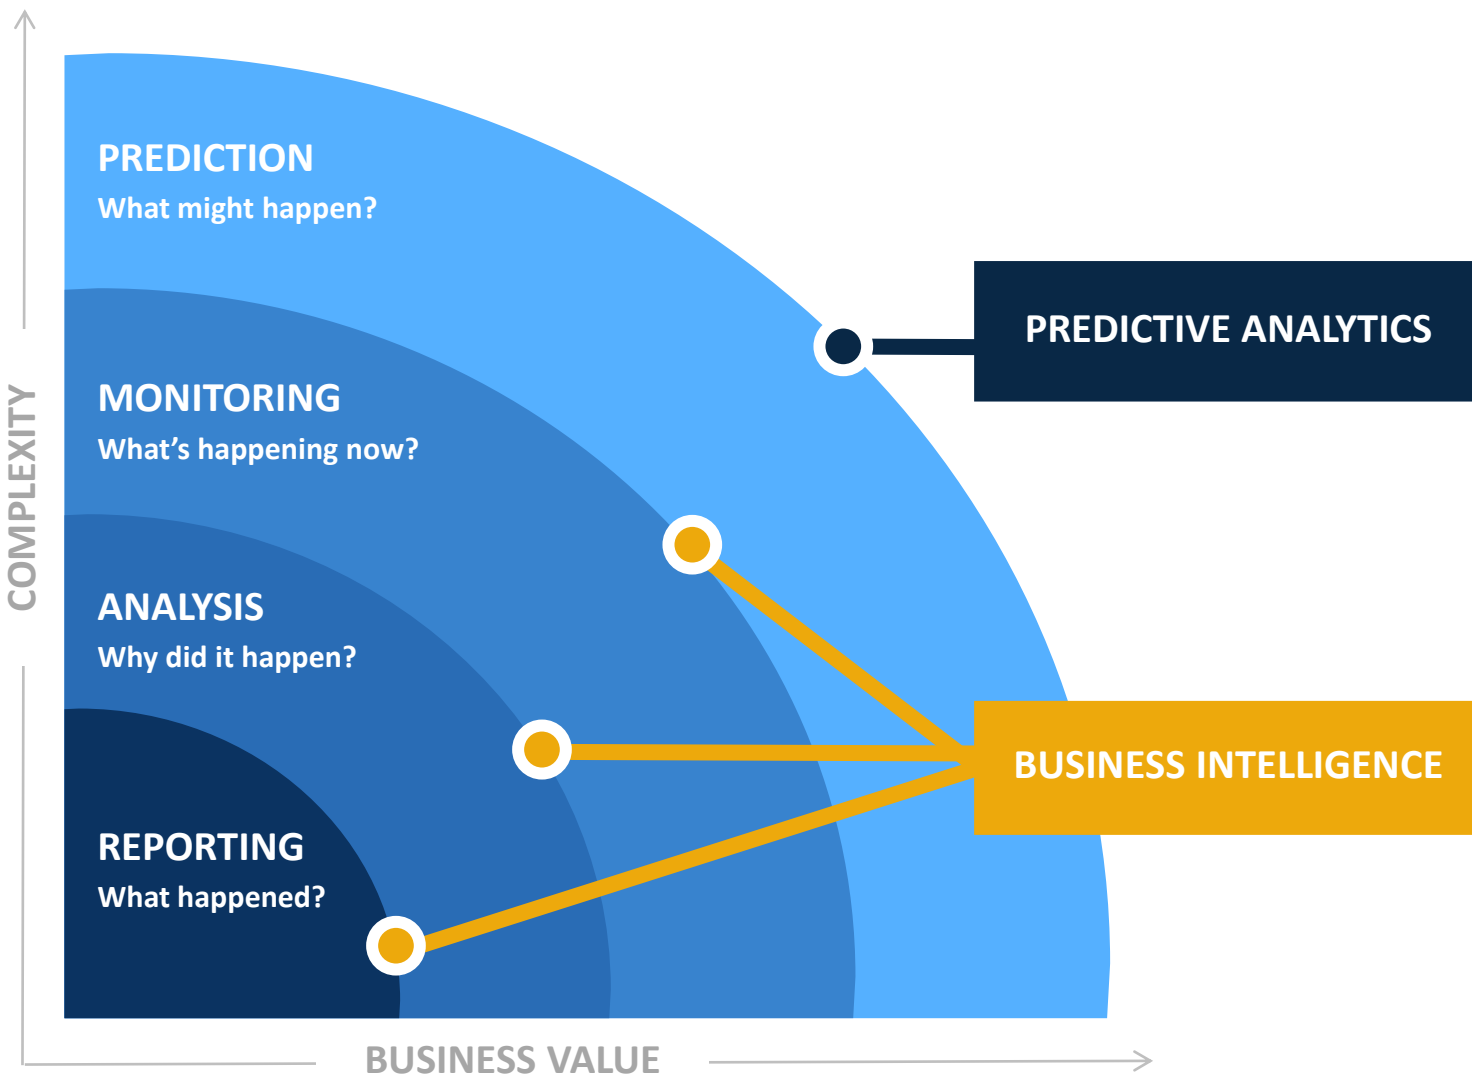 PREDICTION
What might happen?
PREDICTIVE ANALYTICS
MONITORING
What’s happening now?
COMPLEXITY
ANALYSIS
Why did it happen?
BUSINESS INTELLIGENCE
REPORTING
What happened?
BUSINESS VALUE